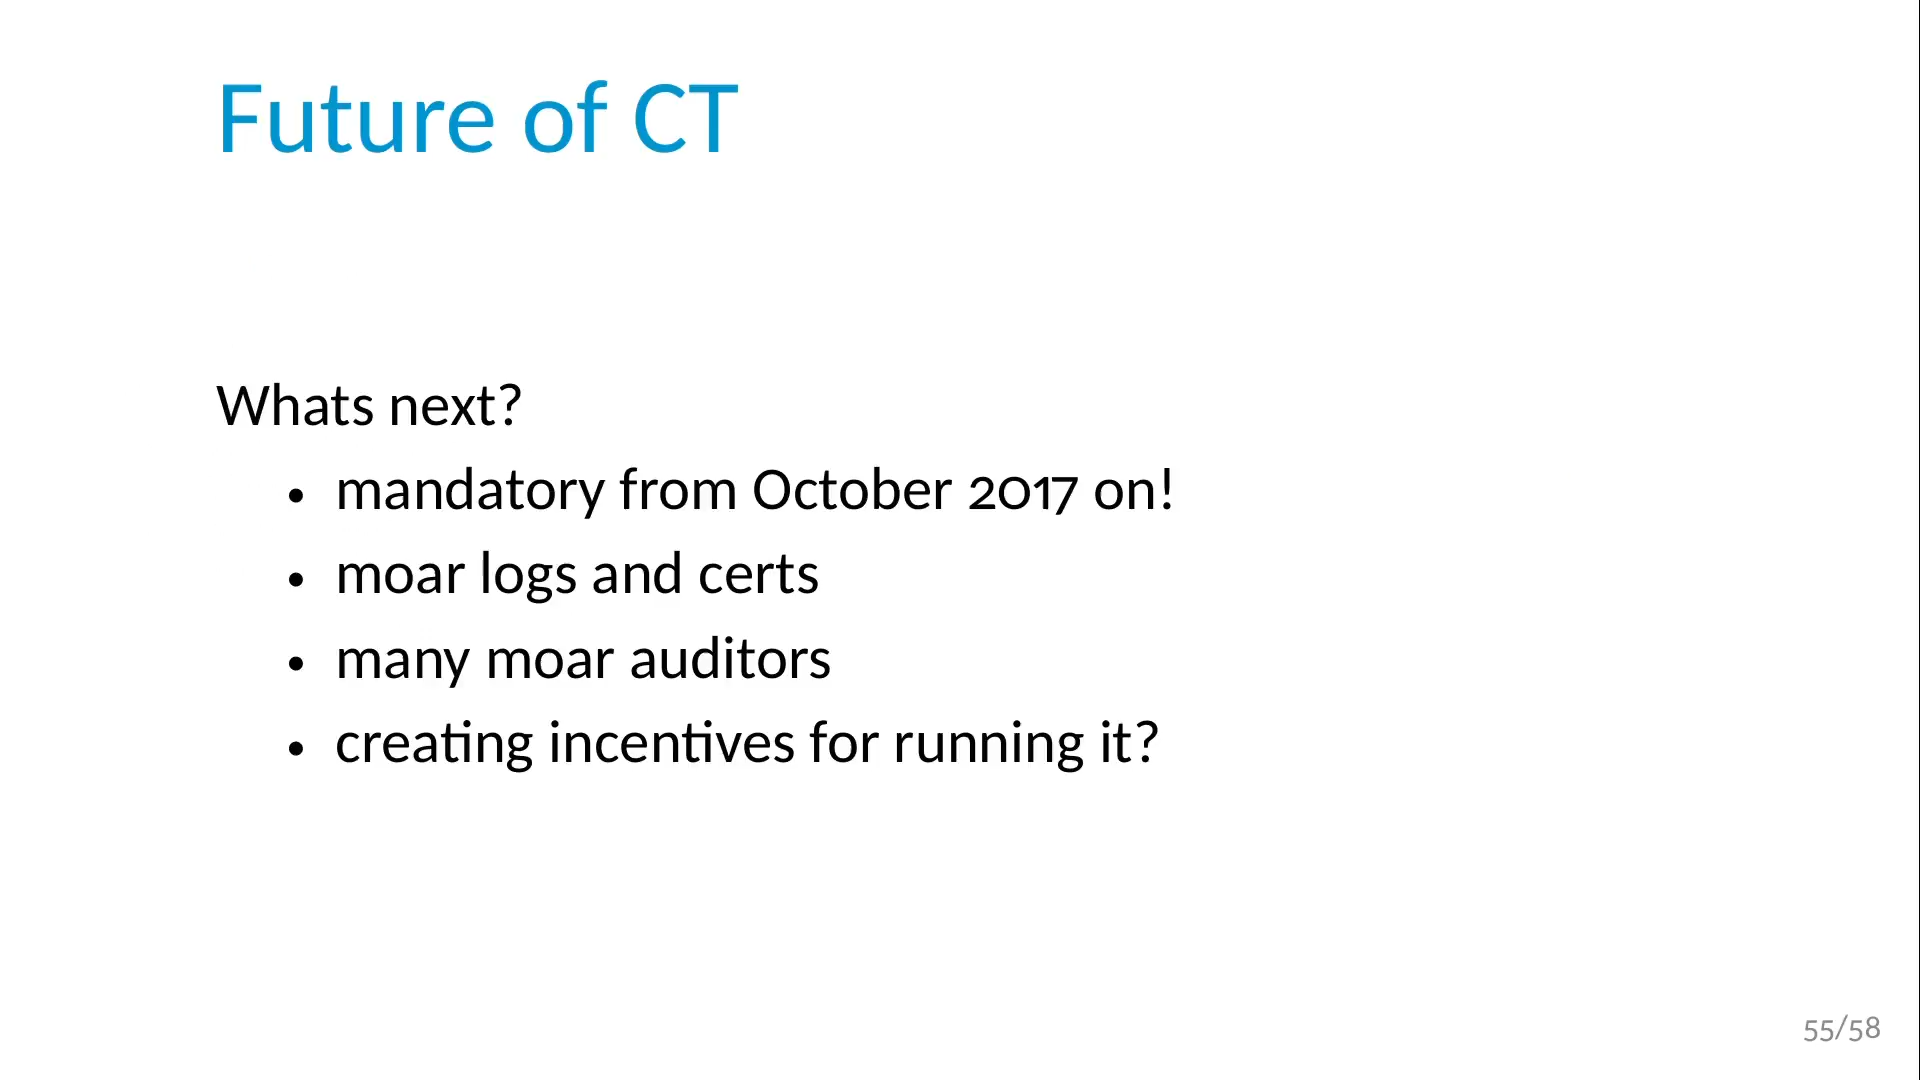 Future of CT
Whats next?
• mandatory from October 2017 on!
• moar logs and certs
• many moar auditors
• creating incentives for running it?
55/58